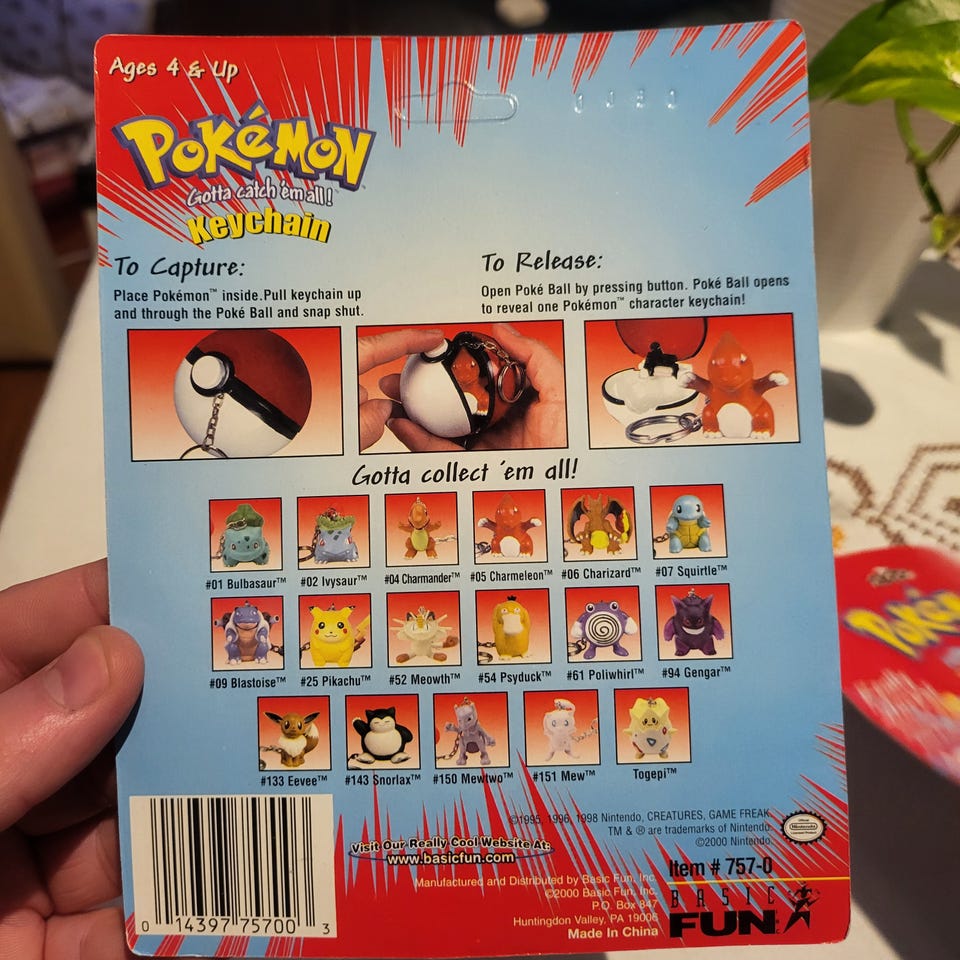 Ages 4 & Up
POKéMON
Gotta catch 'em all!
Keychain
To Capture:
Place Pokémon™ inside.Pull keychain up
and through the Poké Ball and snap shut.
To Release:
Open Poké Ball by pressing button. Poké Ball opens
to reveal one Pokémon™ character keychain!
Gotta collect 'em all!
#01 Bulbasaur™ #02 Ivysaur™ #04 Charmander™ #05 Charmeleon™ #06 Charizard™ #07 Squirtle™
#09 Blastoise™ #25 Pikachu™ #52 Meowth™ #54 Psyduck™ #61 Poliwhirl™ #94 Gengar™
#133 Eevee™ #143 Snorlax™ #150 Mewtwo™ #151 Mew™ Togepi™
©1995, 1996, 1998 Nintendo, CREATURES, GAME FREAK
TM & ® are trademarks of Nintendo.
©2000 Nintendo.
Visit Our Really Cool Website At:
www.basicfun.com
Item # 757-0
Manufactured and Distributed by Basic Fun, Inc.
©2000 Basic Fun, Inc.
P.O. Box 847
Huntingdon Valley, PA 19006
Made in China
BASIC
FUN
0 14397 75700 3